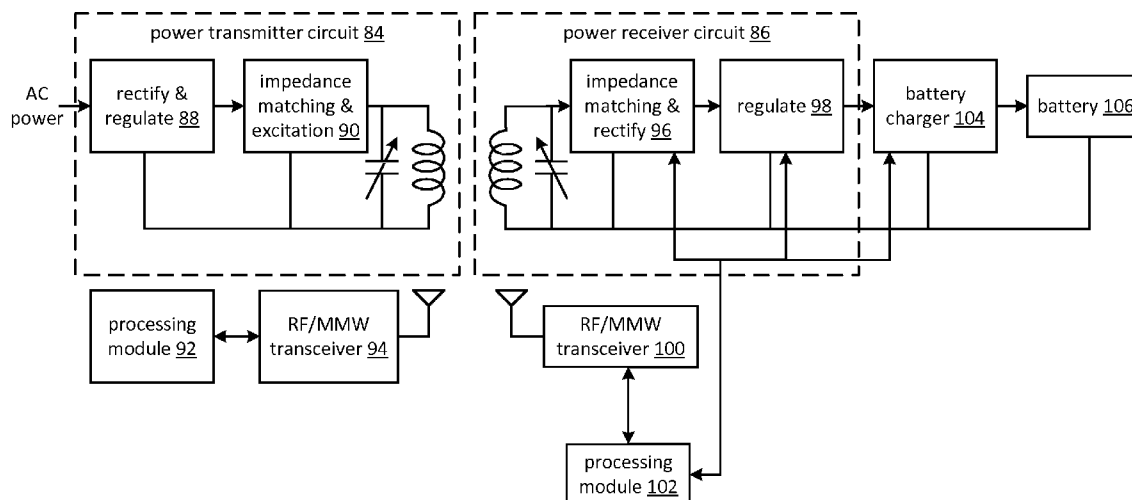 power transmitter circuit 84
power receiver circuit 86
AC
power
rectify &
regulate 88
impedance
matching &
excitation 90
impedance
matching &
rectify 96
regulate 98
battery
charger 104
battery 106
processing
module 92
RF/MMW
transceiver 94
RF/MMW
transceiver 100
processing
module 102